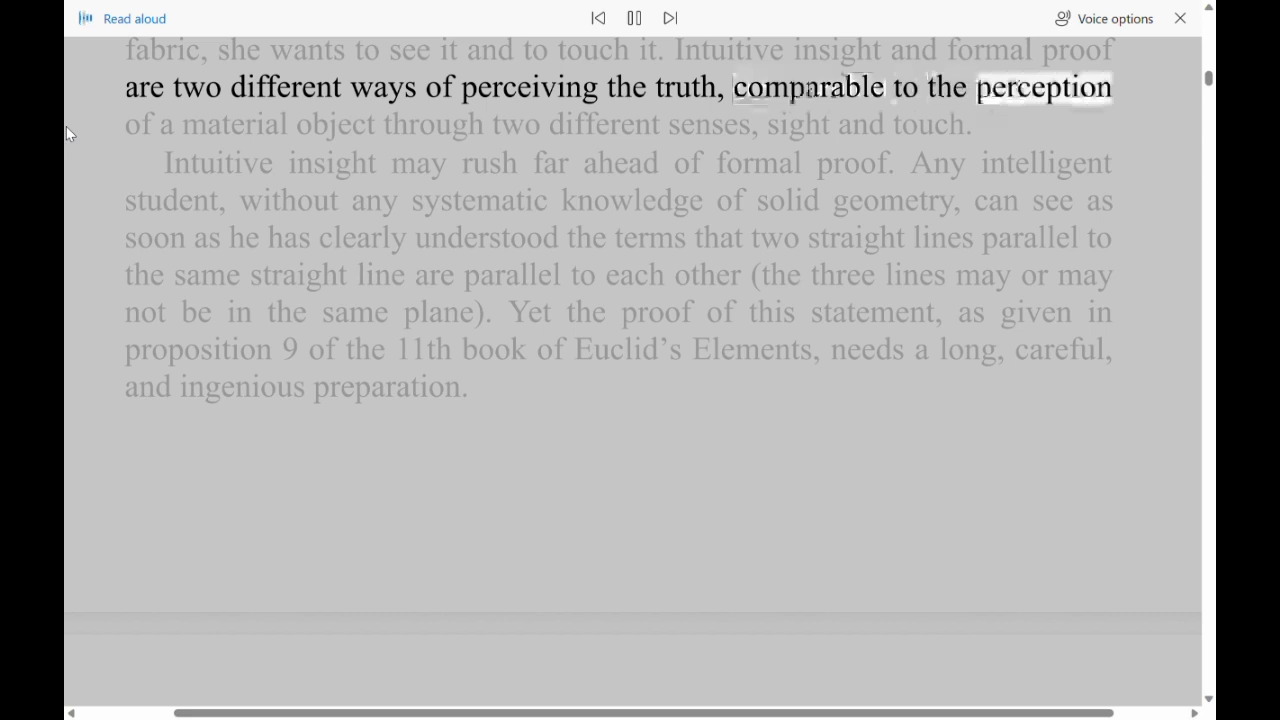 Read aloud
Voice options
fabric, she wants to see it and to touch it. Intuitive insight and formal proof
are two different ways of perceiving the truth, comparable to the perception
of a material object through two different senses, sight and touch.
Intuitive insight may rush far ahead of formal proof. Any intelligent
student, without any systematic knowledge of solid geometry, can see as
soon as he has clearly understood the terms that two straight lines parallel to
the same straight line are parallel to each other (the three lines may or may
not be in the same plane). Yet the proof of this statement, as given in
proposition 9 of the 11th book of Euclid’s Elements, needs a long, careful,
and ingenious preparation.